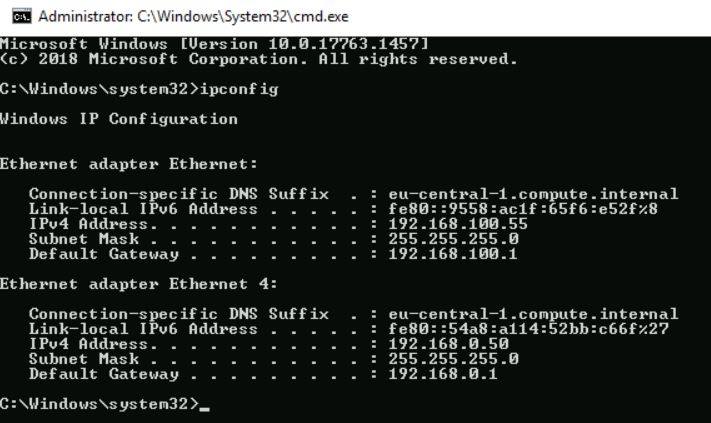 Administrator: C:\Windows\System32\cmd.exe
Microsoft Windows [Version 10.0.17763.1457]
(c) 2018 Microsoft Corporation. All rights reserved.
C:\Windows\system32>ipconfig
Windows IP Configuration
Ethernet adapter Ethernet:
Connection-specific DNS Suffix  . : eu-central-1.compute.internal
Link-local IPv6 Address . . . . . : fe80::9558:ac1f:65f6:e52f%8
IPv4 Address. . . . . . . . . . . : 192.168.100.55
Subnet Mask . . . . . . . . . . . : 255.255.255.0
Default Gateway . . . . . . . . . : 192.168.100.1
Ethernet adapter Ethernet 4:
Connection-specific DNS Suffix  . : eu-central-1.compute.internal
Link-local IPv6 Address . . . . . : fe80::54a8:a114:52bb:c66f%27
IPv4 Address. . . . . . . . . . . : 192.168.0.50
Subnet Mask . . . . . . . . . . . : 255.255.255.0
Default Gateway . . . . . . . . . : 192.168.0.1
C:\Windows\system32>_